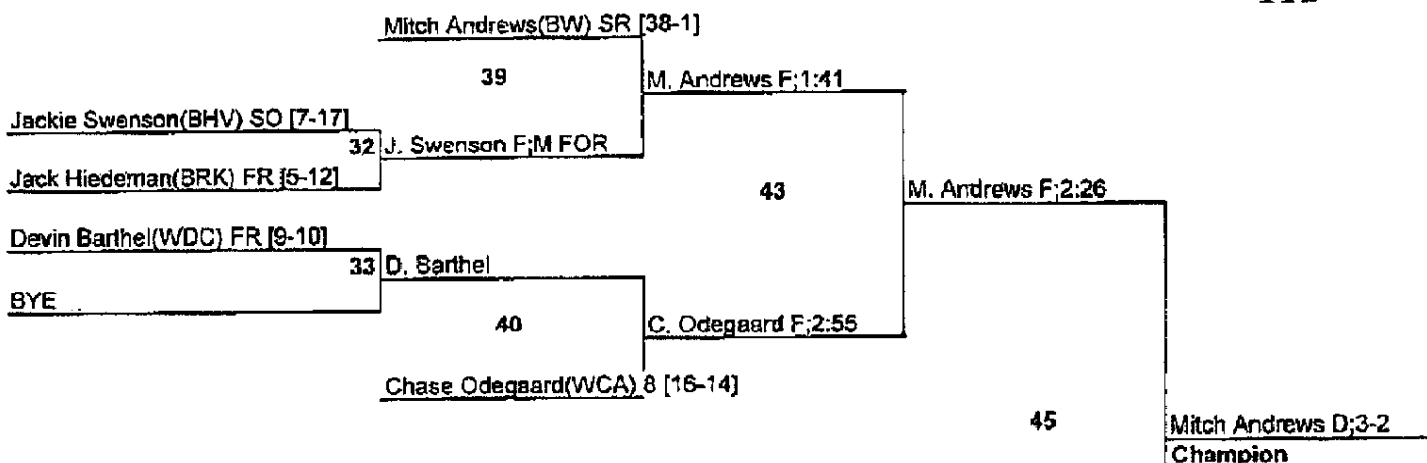 Mitch Andrews(BW) SR [38-1]
39
M. Andrews F;1:41
Jackie Swenson(BHV) SO [7-17]
32
J. Swenson F;M FOR
Jack Hiedeman(BRK) FR [5-12]
43
M. Andrews F;2:26
Devin Barthel(WDC) FR [9-10]
33
D. Barthel
BYE
40
C. Odegaard F;2:55
Chase Odegaard(WCA) 8 [16-14]
45
Mitch Andrews D;3-2
Champion